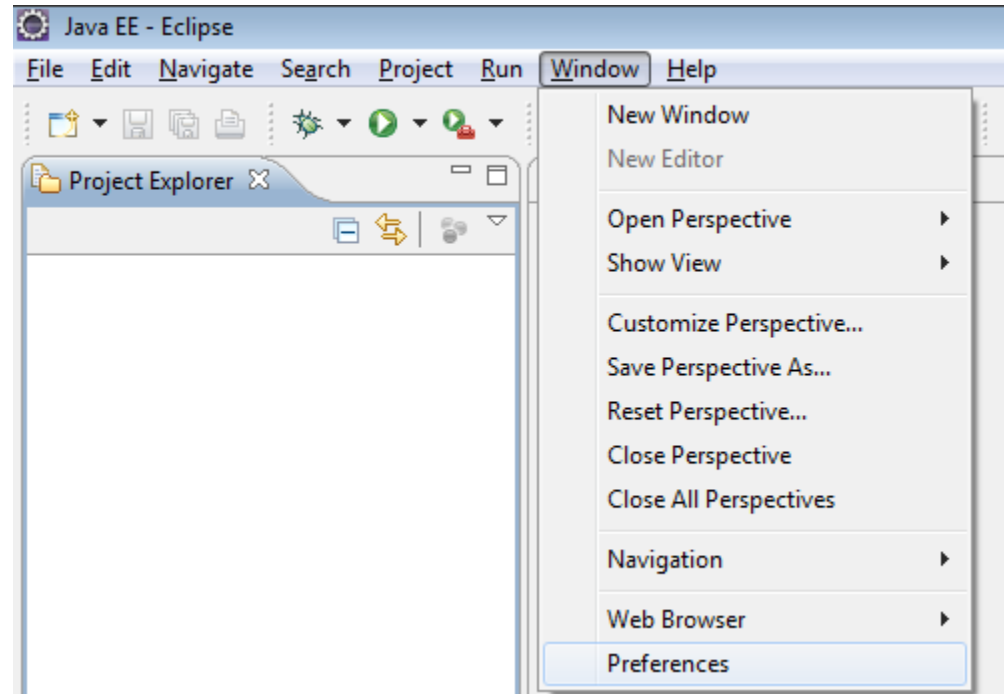 Java EE - Eclipse
File Edit Navigate Search Project Run Window Help
Project Explorer
New Window
New Editor
Open Perspective
Show View
Customize Perspective...
Save Perspective As...
Reset Perspective...
Close Perspective
Close All Perspectives
Navigation
Web Browser
Preferences